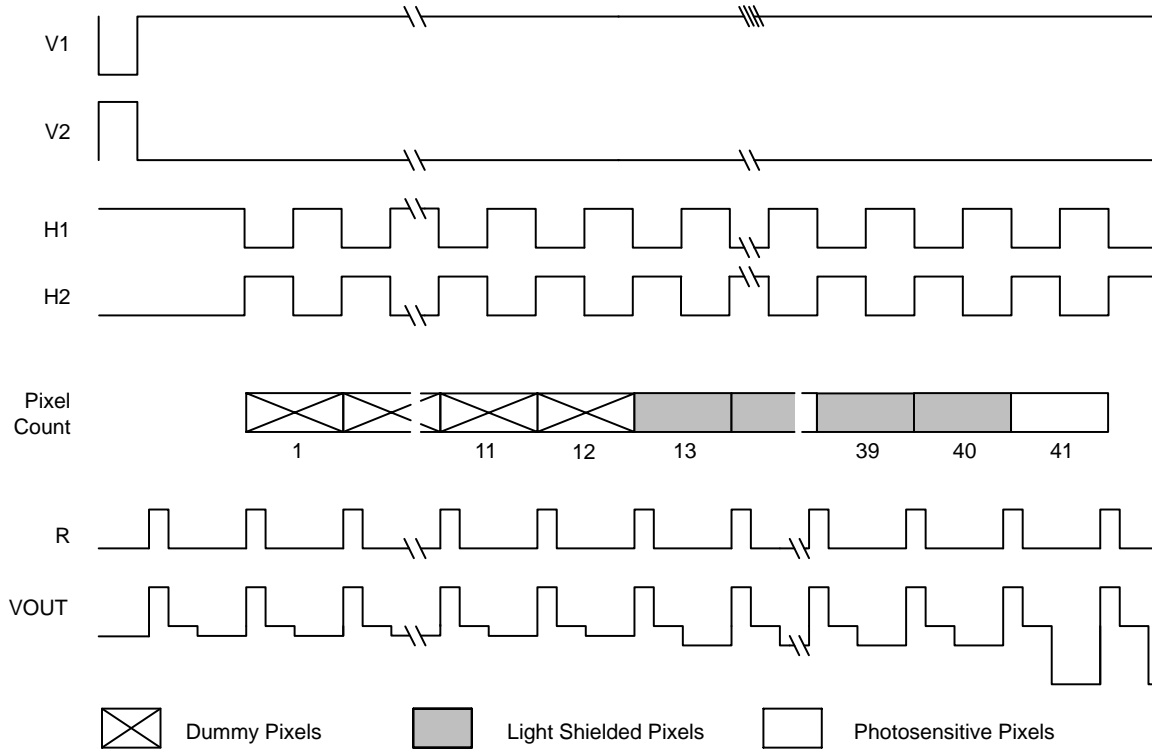 V1
V2
H1
H2
Pixel
Count
1 11 12 13 39 40 41
R
VOUT
Dummy Pixels Light Shielded Pixels Photosensitive Pixels